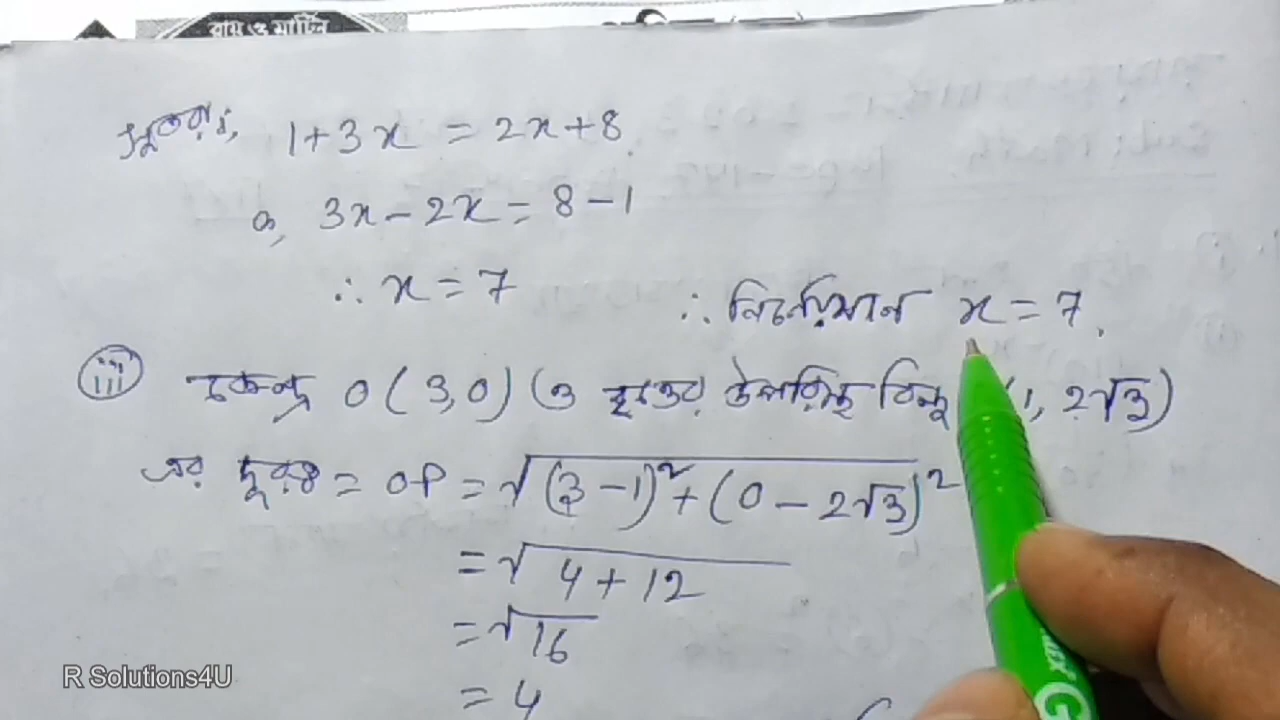 রায় ও মার্টিন
সুতরাং, 1+3x = 2x+8
বা, 3x-2x = 8-1
∴ x = 7
∴ নির্ণেয়মান x = 7.
iii কেন্দ্র O (3,0) ও বৃত্তের উপরিস্থ বিন্দু (1, 2√3)
এর দূরত্ব = OP = √(3-1)² + (0-2√3)²
= √4+12
= √16
= 4
R Solutions4U